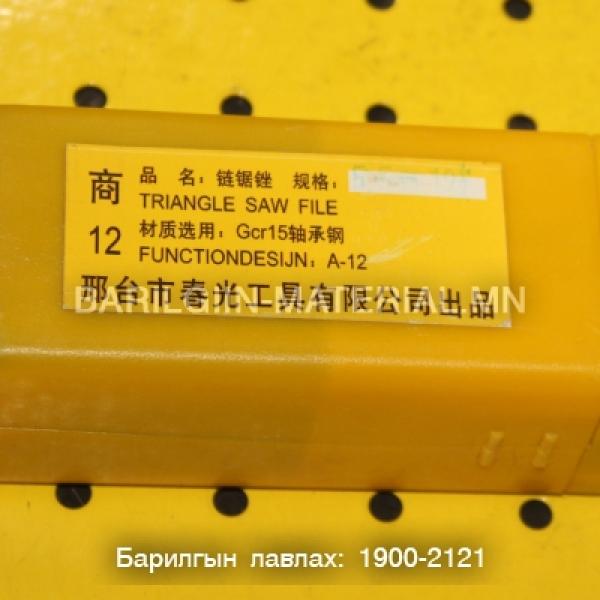 商
12
品 名：链锯锉 规格：
TRIANGLE SAW FILE
材质选用：Gcr15轴承钢
FUNCTIONDESIJN：A-12
邢台市春光工具有限公司出品
BARILGIIN-MATERIAL.MN
Барилгын лавлах: 1900-2121